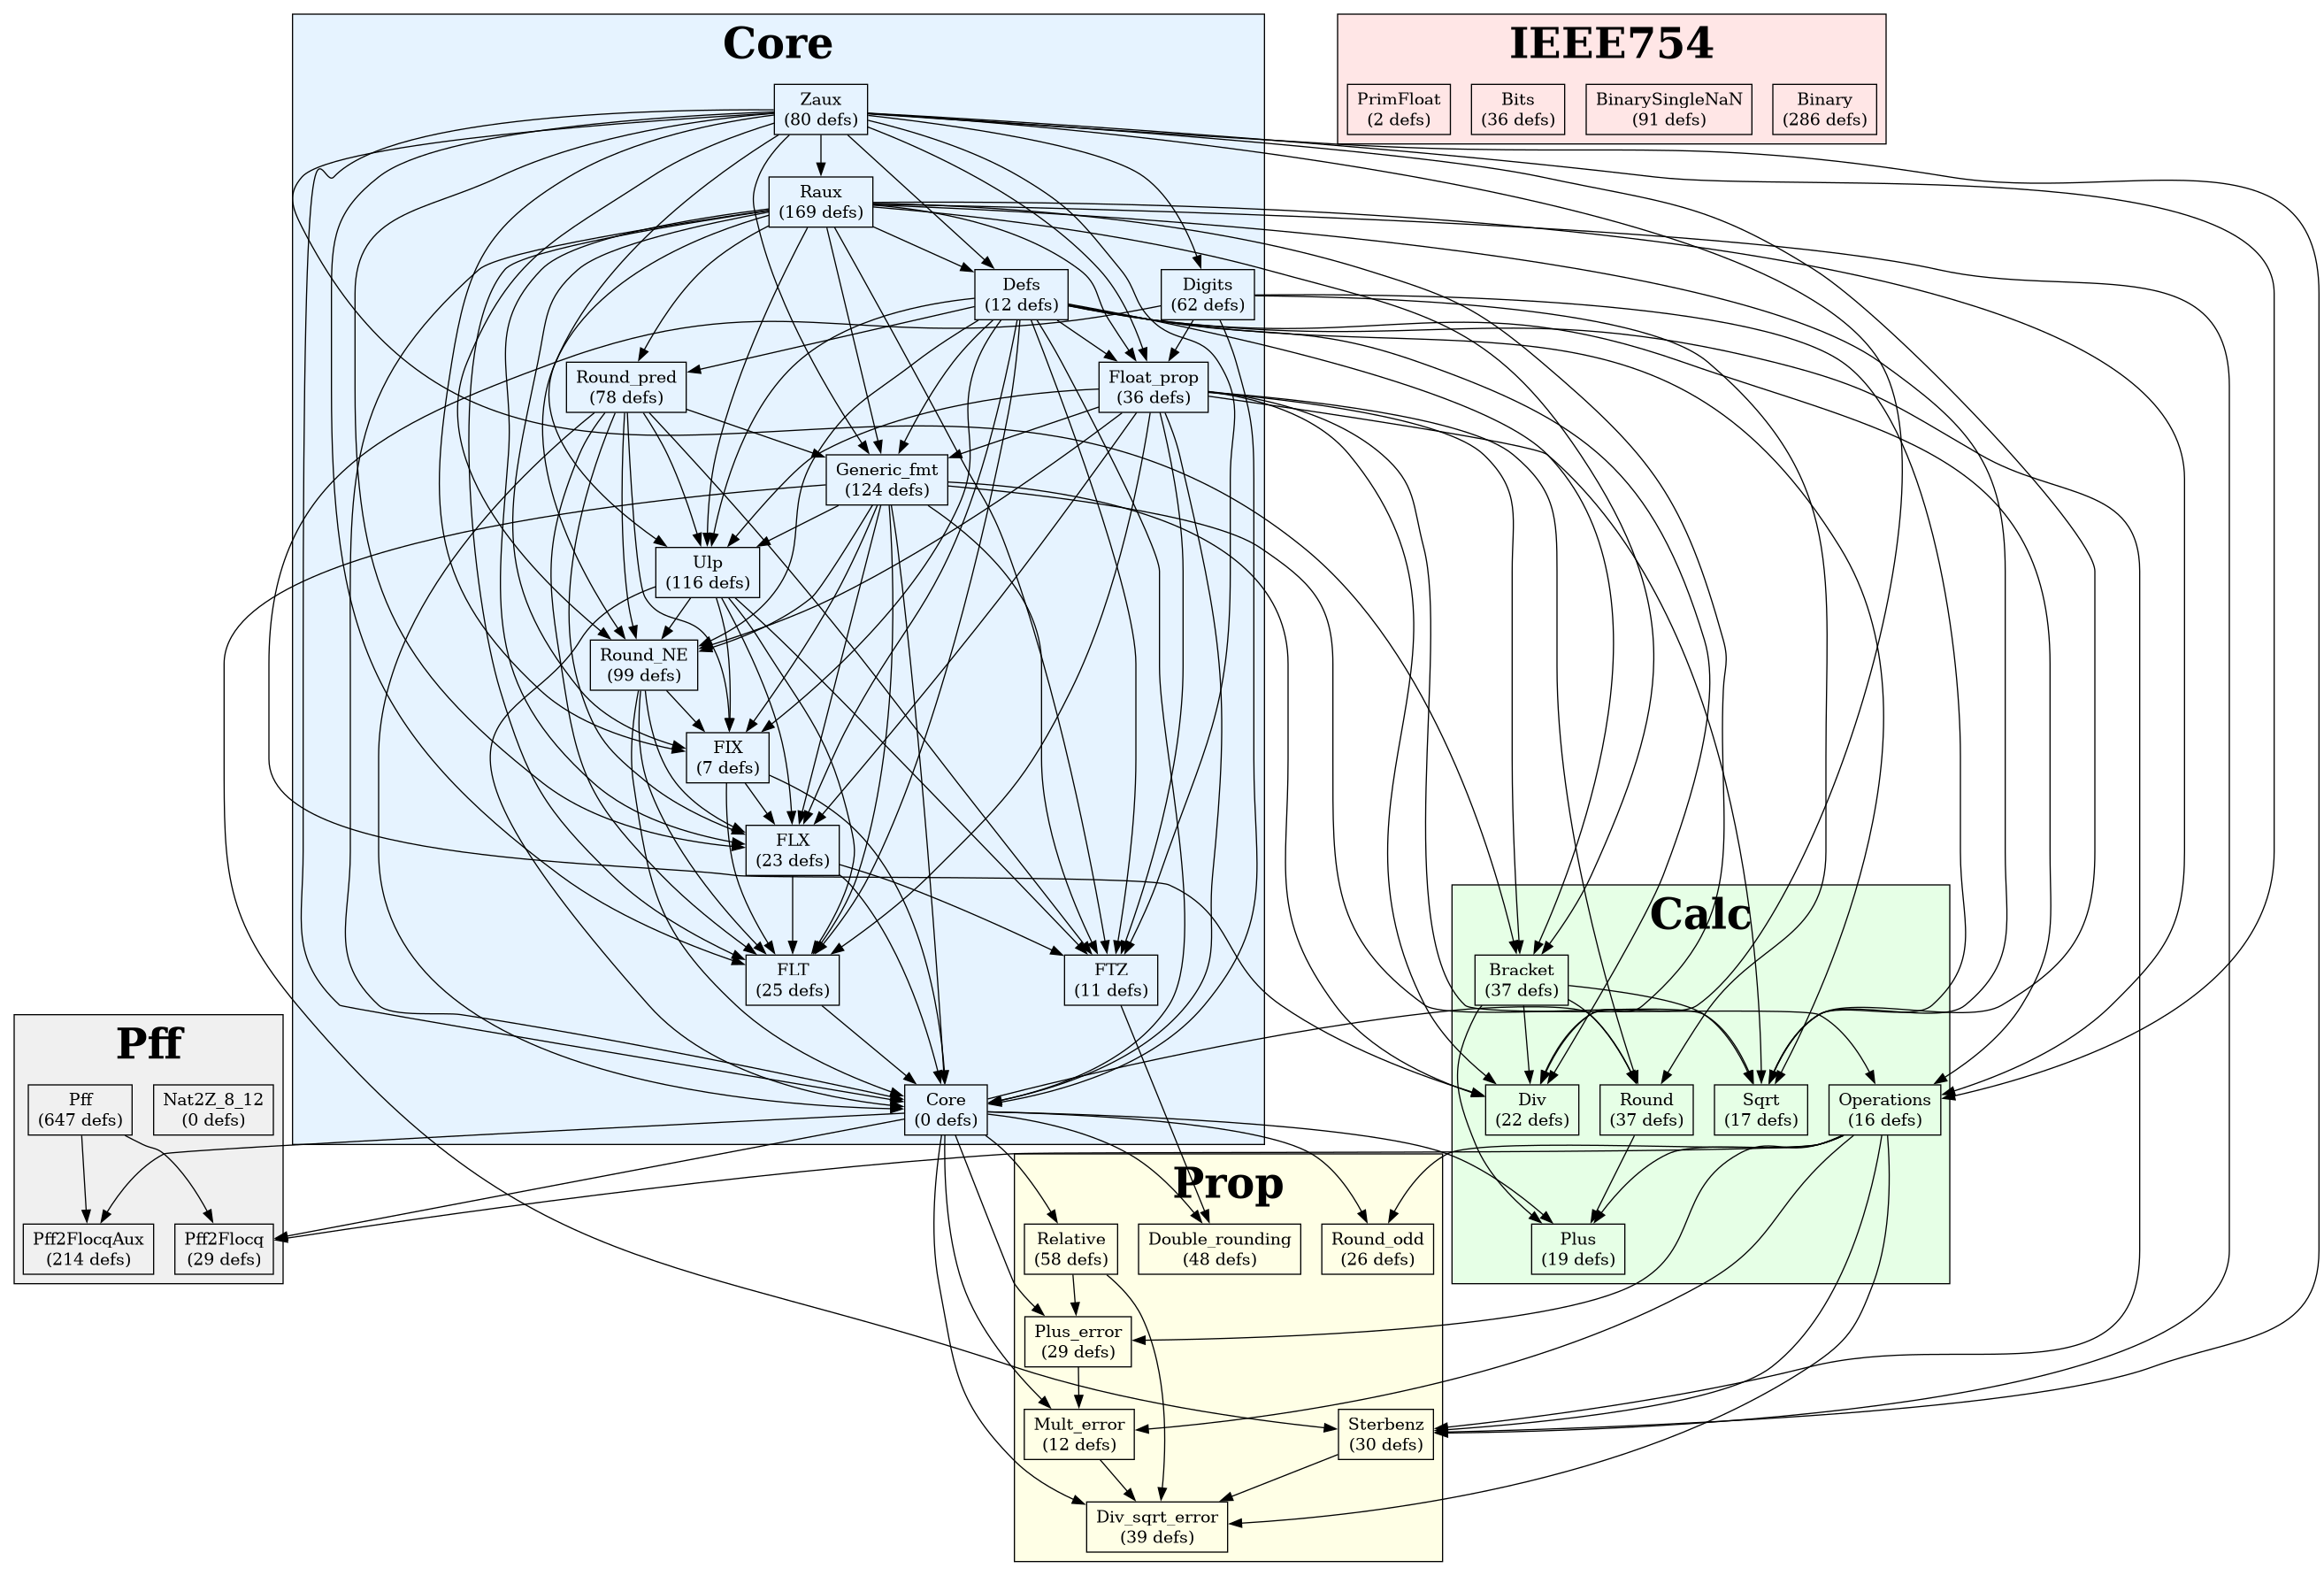 Core
Zaux
(80 defs)
Raux
(169 defs)
Defs
(12 defs)
Digits
(62 defs)
Round_pred
(78 defs)
Float_prop
(36 defs)
Generic_fmt
(124 defs)
Ulp
(116 defs)
Round_NE
(99 defs)
FIX
(7 defs)
FLX
(23 defs)
FLT
(25 defs)
FTZ
(11 defs)
Core
(0 defs)
IEEE754
PrimFloat
(2 defs)
Bits
(36 defs)
BinarySingleNaN
(91 defs)
Binary
(286 defs)
Calc
Bracket
(37 defs)
Div
(22 defs)
Round
(37 defs)
Sqrt
(17 defs)
Operations
(16 defs)
Plus
(19 defs)
Pff
Pff
(647 defs)
Nat2Z_8_12
(0 defs)
Pff2FlocqAux
(214 defs)
Pff2Flocq
(29 defs)
Prop
Relative
(58 defs)
Double_rounding
(48 defs)
Round_odd
(26 defs)
Plus_error
(29 defs)
Mult_error
(12 defs)
Sterbenz
(30 defs)
Div_sqrt_error
(39 defs)